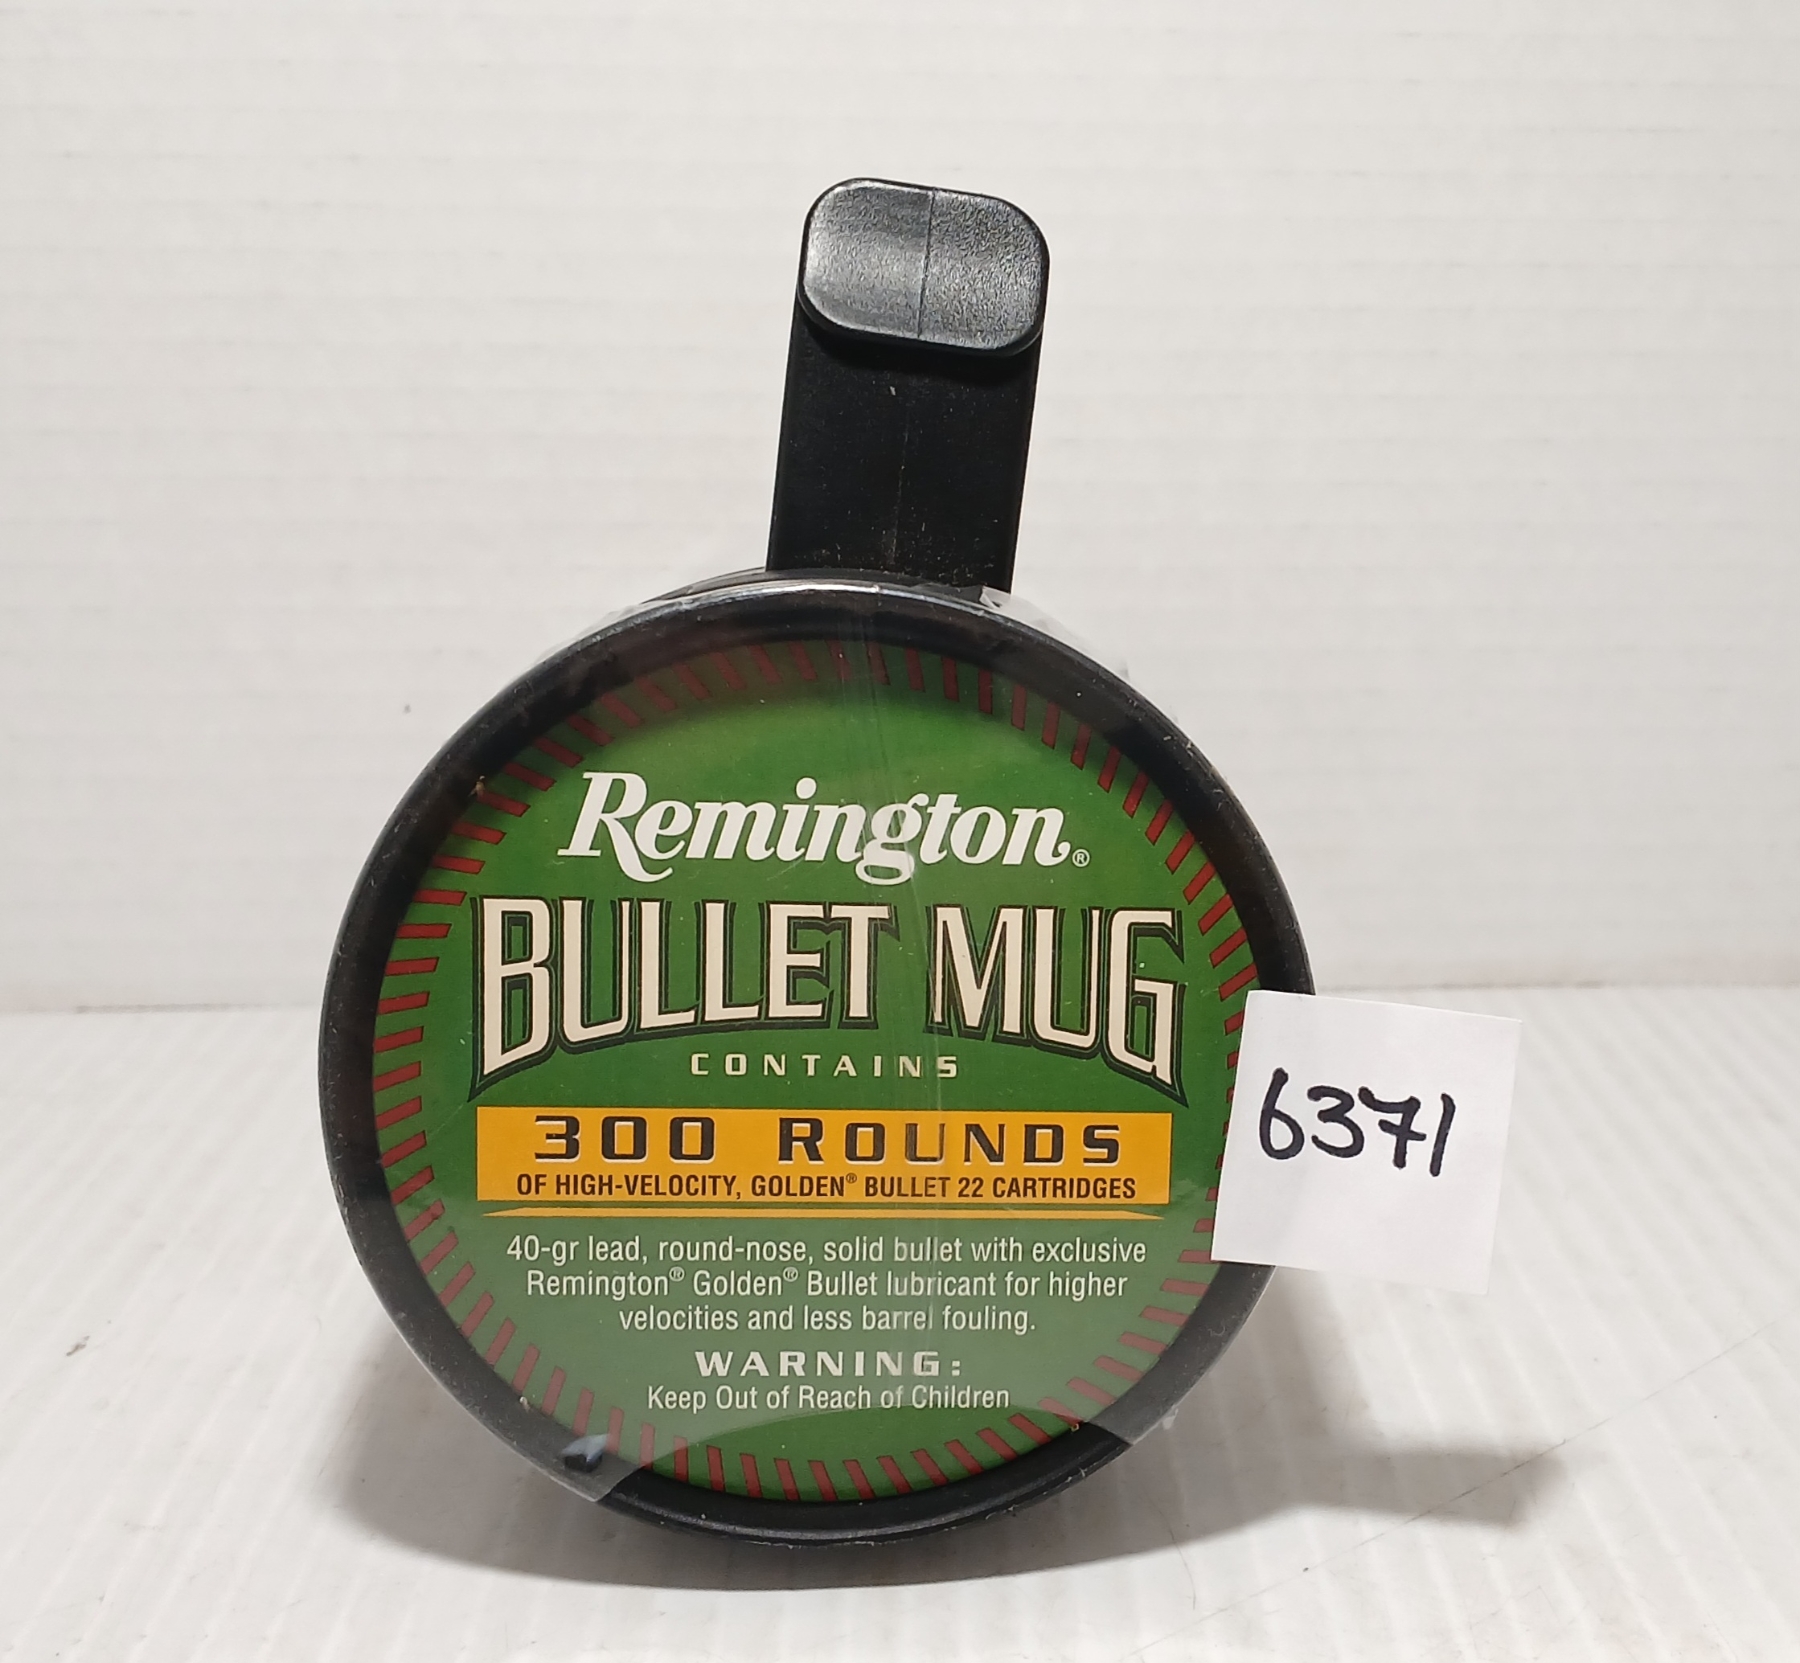 Remington®
BULLET MUG
CONTAINS
300 ROUNDS
OF HIGH-VELOCITY, GOLDEN® BULLET 22 CARTRIDGES
40-gr lead, round-nose, solid bullet with exclusive
Remington® Golden® Bullet lubricant for higher
velocities and less barrel fouling.
WARNING:
Keep Out of Reach of Children
6371